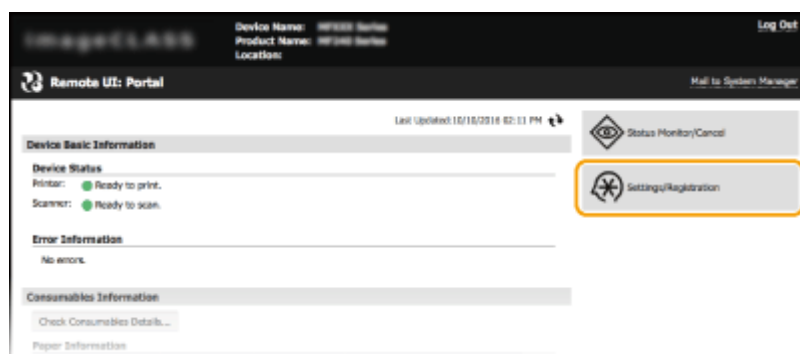 imageCLASS
Device Name:
Product Name:
Location:
Log Out
Remote UI: Portal
Mail to System Manager
Last Updated:10/10/2016 02:11 PM
Device Basic Information
Device Status
Printer: Ready to print.
Scanner: Ready to scan.
Error Information
No errors.
Consumables Information
Check Consumables Details...
Paper Information
Status Monitor/Cancel
Settings/Registration